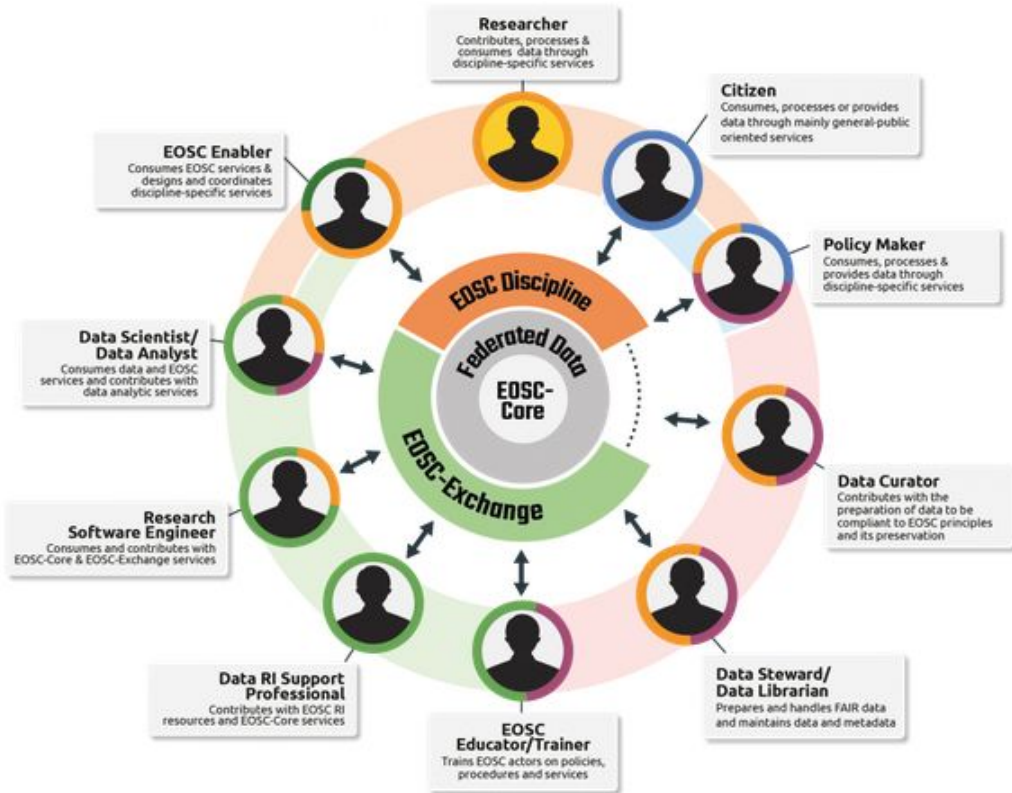 Researcher
Contributes, processes &
consumes data through
discipline-specific services
Citizen
Consumes, processes or provides
data through mainly general-public
oriented services
EOSC Enabler
Consumes EOSC services &
designs and coordinates
discipline-specific services
Policy Maker
Consumes, processes &
provides data through
discipline-specific services
EOSC Discipline
Federated Data
EOSC-
Core
EOSC-Exchange
Data Scientist/
Data Analyst
Consumes data and EOSC
services and contributes with
data analytic services
Data Curator
Contributes with the
preparation of data to be
compliant to EOSC principles
and its preservation
Research
Software Engineer
Consumes and contributes with
EOSC-Core & EOSC-Exchange services
Data RI Support
Professional
Contributes with EOSC RI
resources and EOSC-Core services
Data Steward/
Data Librarian
Prepares and handles FAIR data
and maintains data and metadata
EOSC
Educator/Trainer
Trains EOSC actors on policies,
procedures and services